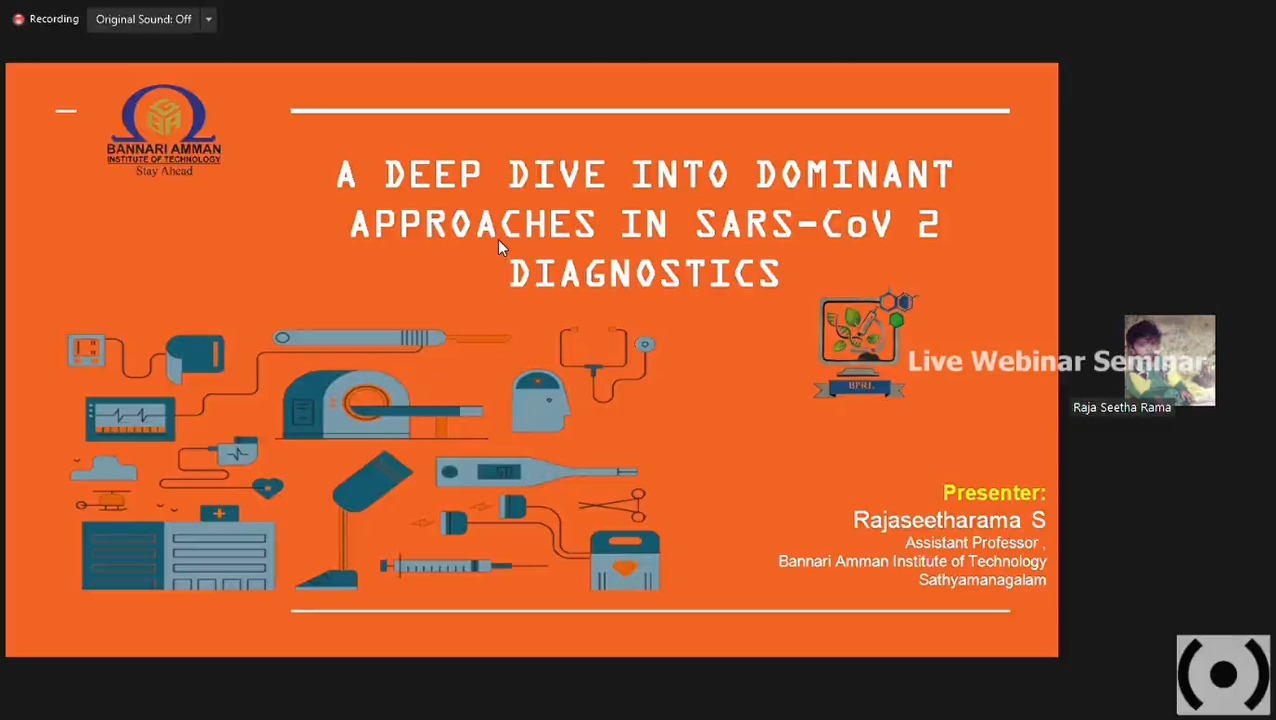 Recording
Original Sound: Off
BANNARI AMMAN
INSTITUTE OF TECHNOLOGY
Stay Ahead
A DEEP DIVE INTO DOMINANT
APPROACHES IN SARS-CoV 2
DIAGNOSTICS
BPRL
Live Webinar Seminar
Raja Seetha Rama
Presenter:
Rajaseetharama S
Assistant Professor ,
Bannari Amman Institute of Technology
Sathyamanagalam